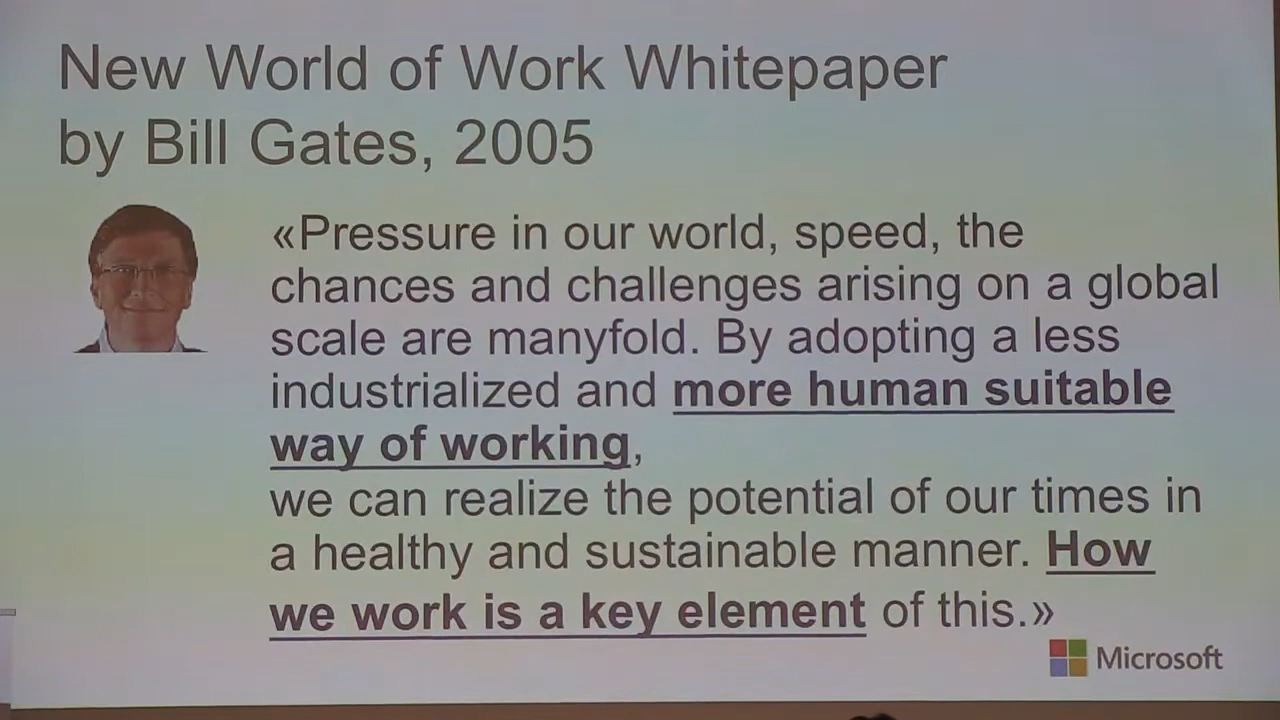 New World of Work Whitepaper
by Bill Gates, 2005
«Pressure in our world, speed, the
chances and challenges arising on a global
scale are manyfold. By adopting a less
industrialized and more human suitable
way of working,
we can realize the potential of our times in
a healthy and sustainable manner. How
we work is a key element of this.»
Microsoft